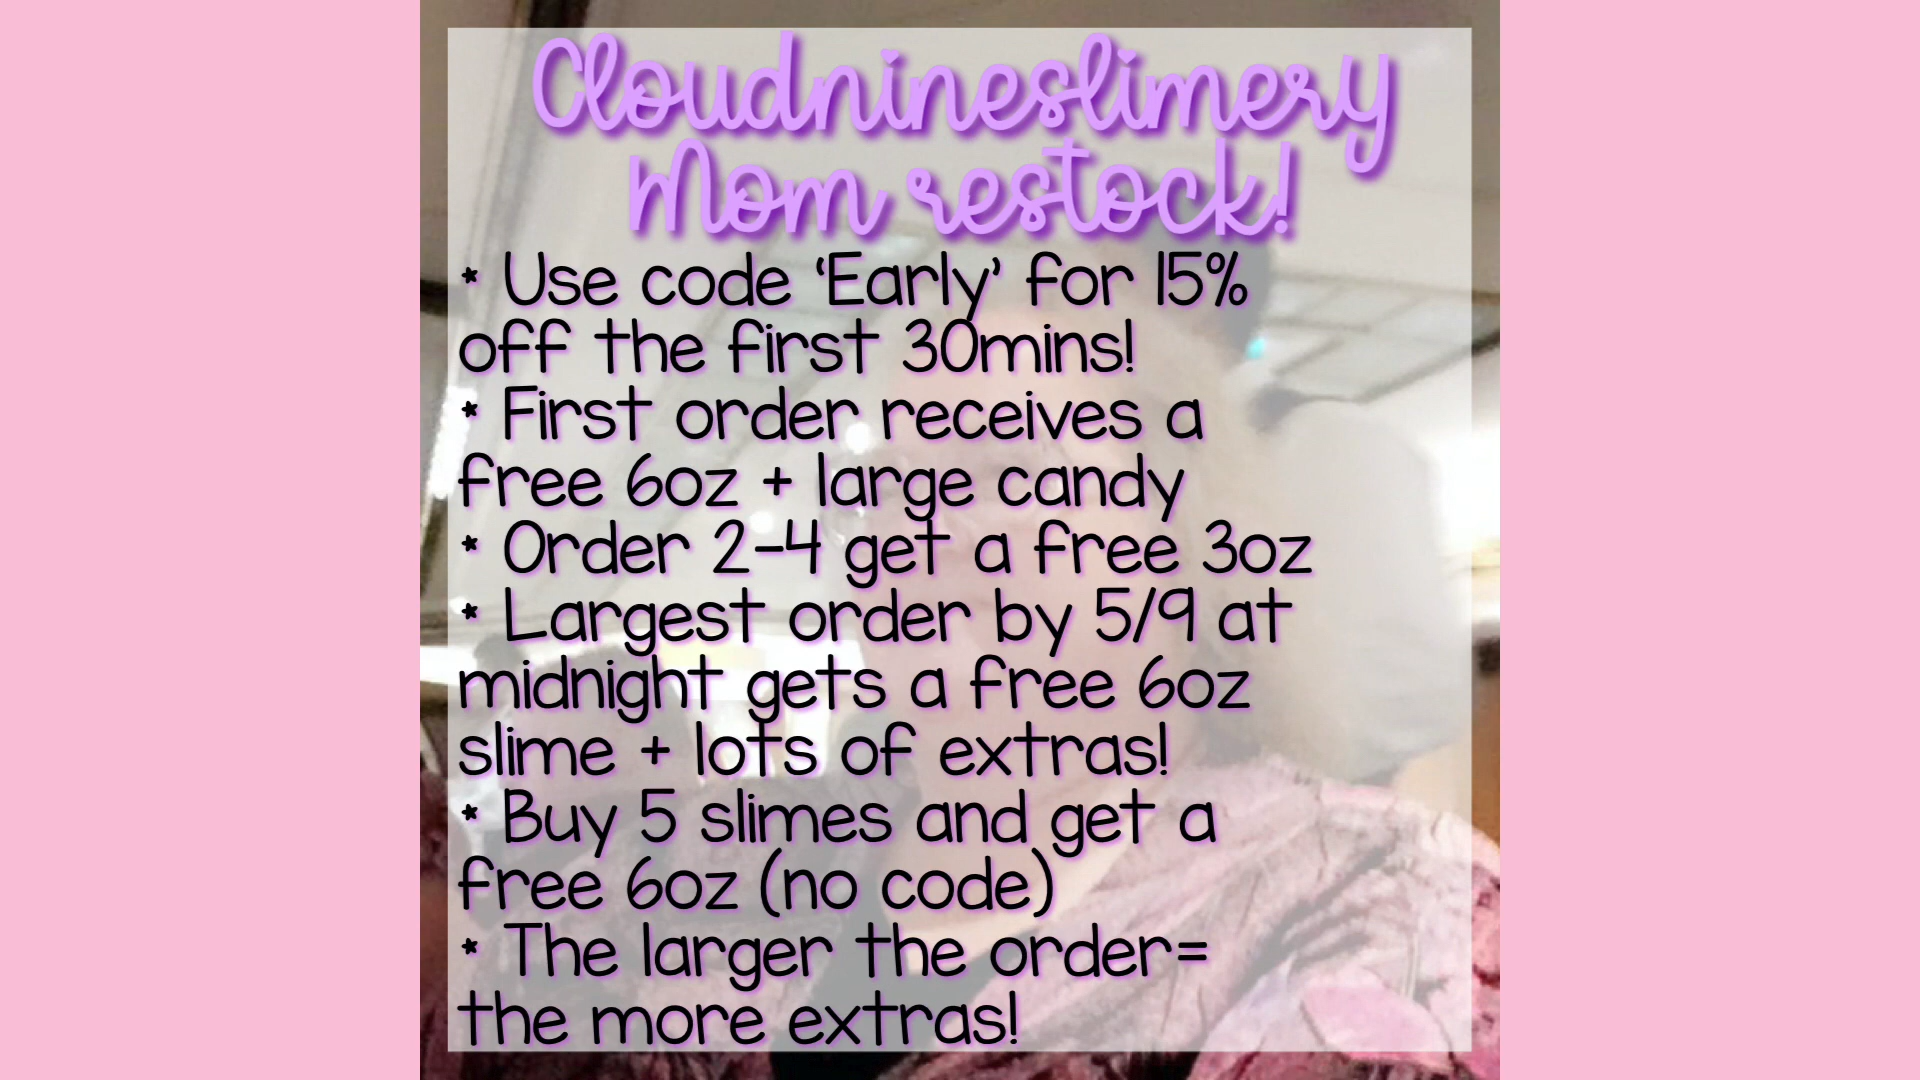 Cloudnineslimery
Mom restock!
* Use code ‘Early’ for 15%
off the first 30mins!
* First order receives a
free 6oz + large candy
* Order 2-4 get a free 3oz
* Largest order by 5/9 at
midnight gets a free 6oz
slime + lots of extras!
* Buy 5 slimes and get a
free 6oz (no code)
* The larger the order=
the more extras!